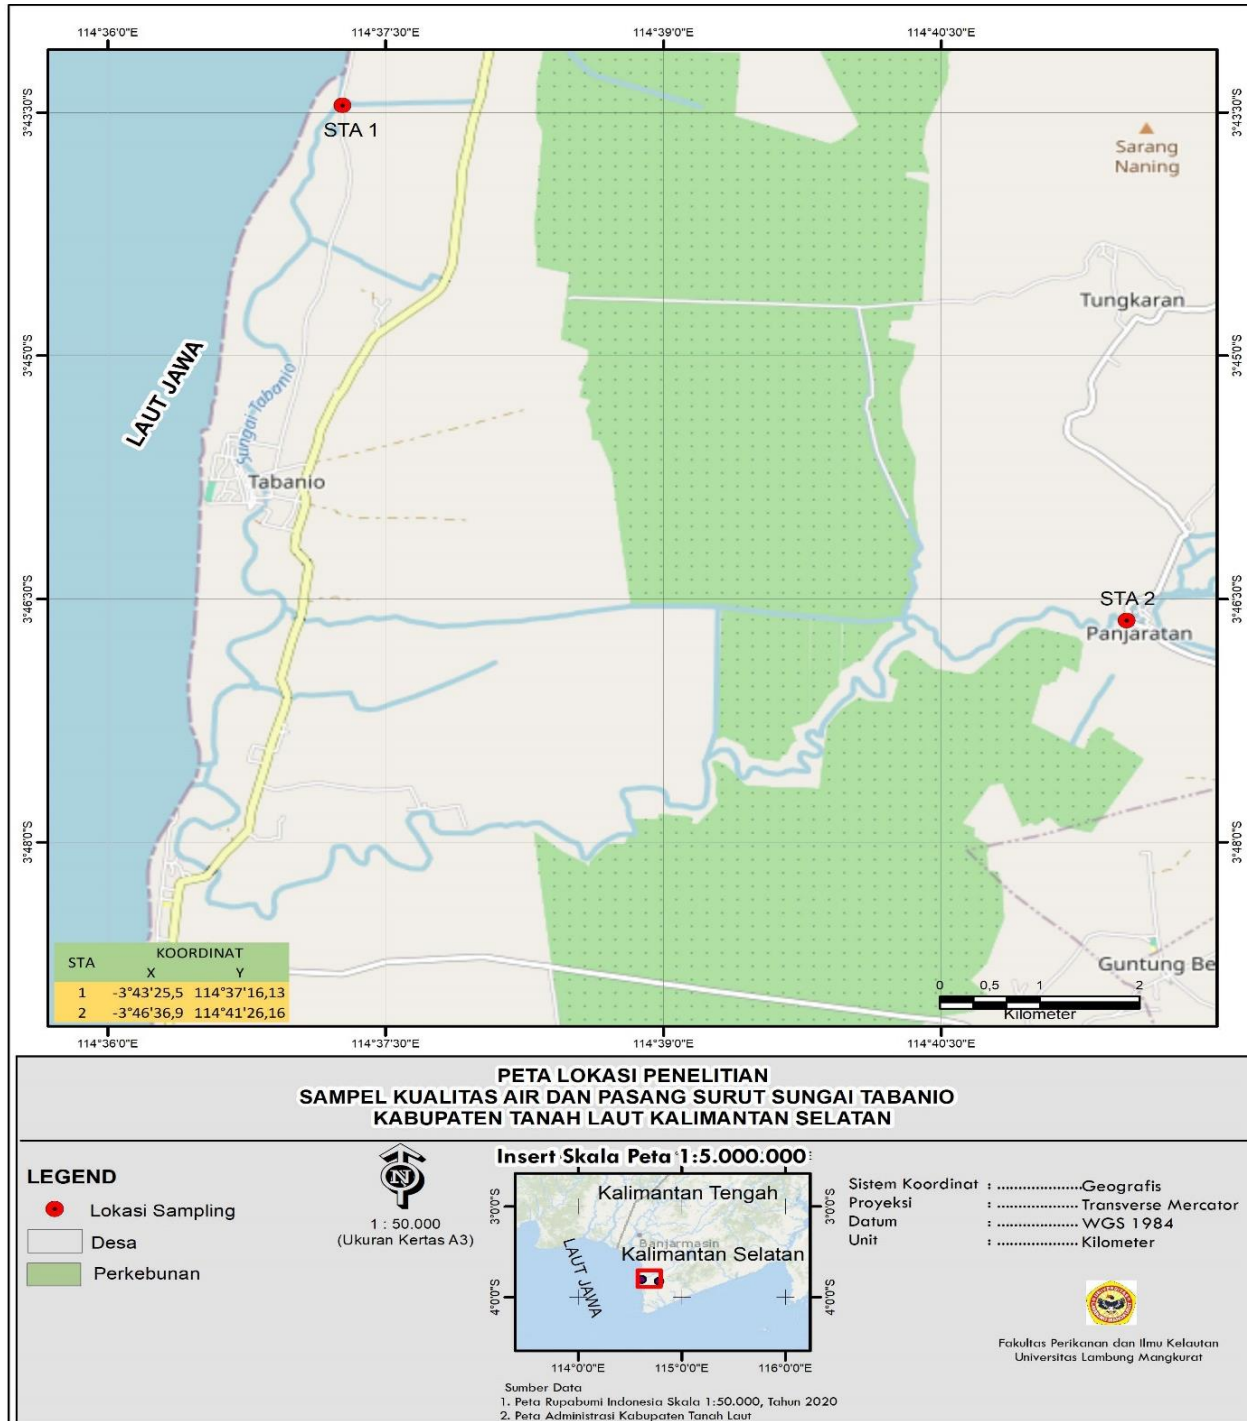 114°36'0"E 114°37'30"E 114°39'0"E 114°40'30"E
3°43'30"S 3°43'30"S
STA 1
Sarang
Naning
Tungkaran
3°45'0"S 3°45'0"S
LAUT JAWA
Sungai Tabanio
Tabanio
3°46'30"S 3°46'30"S
STA 2
Panjaratan
3°48'0"S 3°48'0"S
Guntung Be
STA KOORDINAT
X Y
1 -3°43'25,5 114°37'16,13
2 -3°46'36,9 114°41'26,16
0 0,5 1 2
Kilometer
114°36'0"E 114°37'30"E 114°39'0"E 114°40'30"E
PETA LOKASI PENELITIAN
SAMPEL KUALITAS AIR DAN PASANG SURUT SUNGAI TABANIO
KABUPATEN TANAH LAUT KALIMANTAN SELATAN
LEGEND
Lokasi Sampling
Desa
Perkebunan
N
1 : 50.000
(Ukuran Kertas A3)
Insert Skala Peta 1:5.000.000
Kalimantan Tengah
3°0'0"S 3°0'0"S
Banjarmasin
Kalimantan Selatan
LAUT JAWA
4°0'0"S 4°0'0"S
114°0'0"E 115°0'0"E 116°0'0"E
Sumber Data
1. Peta Rupabumi Indonesia Skala 1:50.000, Tahun 2020
2. Peta Administrasi Kabupaten Tanah Laut
Sistem Koordinat : ..................Geografis
Proyeksi : .................. Transverse Mercator
Datum : .................. WGS 1984
Unit : .................. Kilometer
Fakultas Perikanan dan Ilmu Kelautan
Universitas Lambung Mangkurat